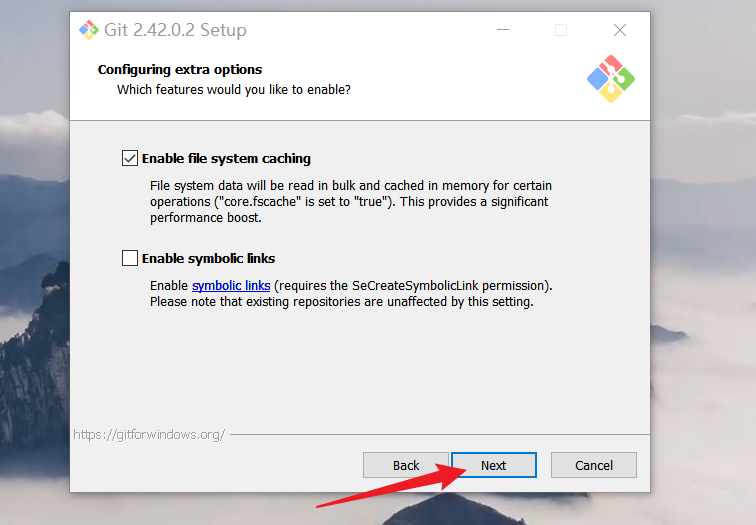 Git 2.42.0.2 Setup
Configuring extra options
Which features would you like to enable?
Enable file system caching
File system data will be read in bulk and cached in memory for certain
operations ("core.fscache" is set to "true"). This provides a significant
performance boost.
Enable symbolic links
Enable symbolic links (requires the SeCreateSymbolicLink permission).
Please note that existing repositories are unaffected by this setting.
https://gitforwindows.org/
Back
Next
Cancel